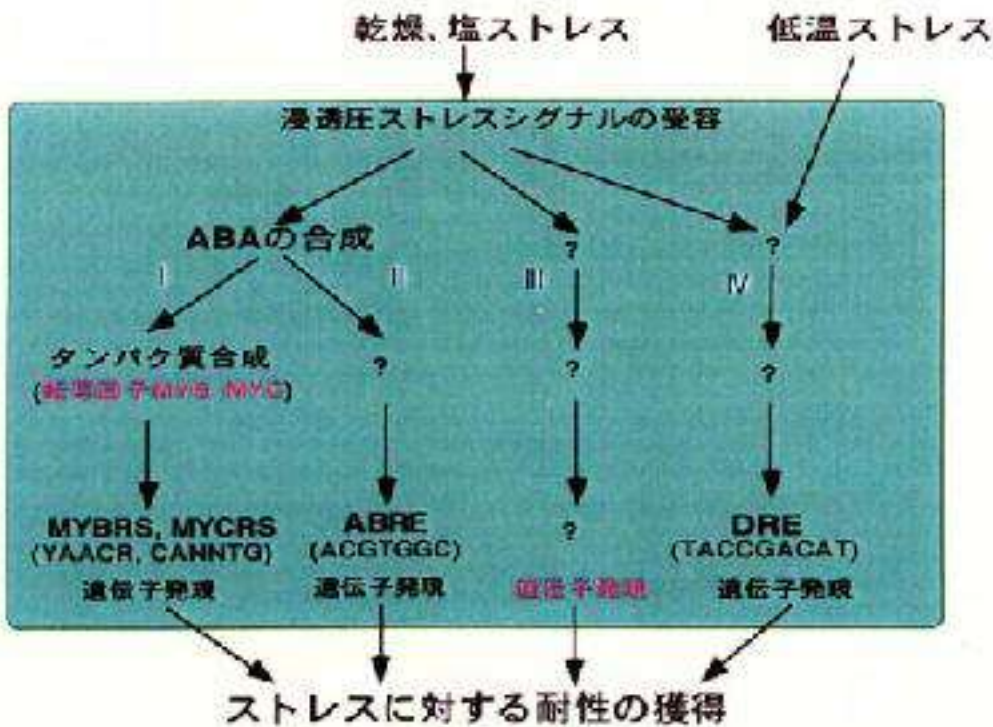 乾燥、塩ストレス 低温ストレス
浸透圧ストレスシグナルの受容
ABAの合成 ? ?
I II III IV
タンパク質合成 ? ? ?
(転写因子MYB, MYC)
MYBRS, MYCRS ABRE ? DRE
(YAACR, CANNTG) (ACGTGGC) (TACCGACAT)
遺伝子発現 遺伝子発現 遺伝子発現 遺伝子発現
ストレスに対する耐性の獲得